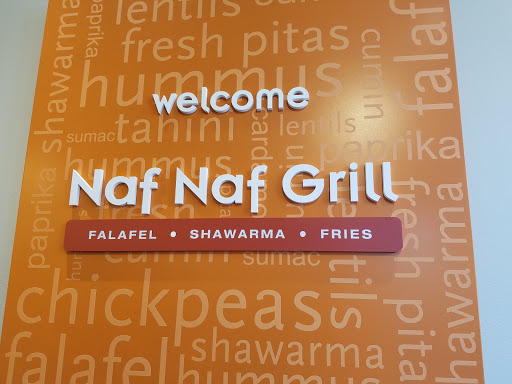 lentils
paprika
shawarma
fresh pitas
hummus
cumin
falaf
welcome
sumac
tahini
lentils
paprika
hummus
Naf Naf Grill
paprika
FALAFEL • SHAWARMA • FRIES
fresh pita
shawarma
cumin
sumac
chickpeas
lentils
shawarma
falafel
hummus